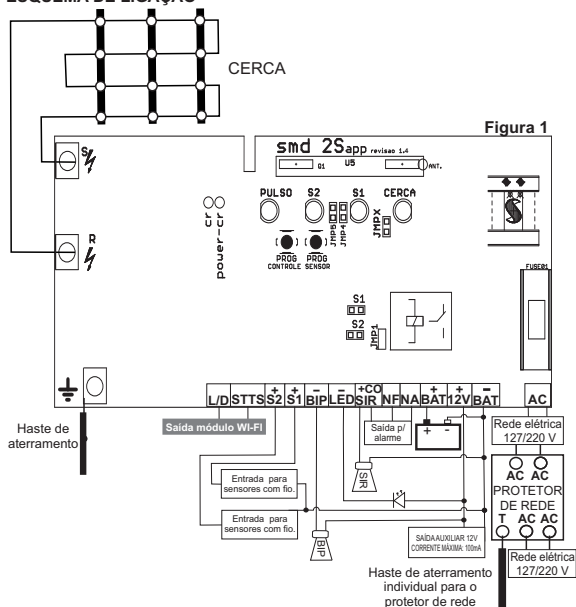 ESQUEMA DE LIGAÇÃO
CERCA
Figura 1
smd 2Sapp revisao 1.4
Q1 U5 ANT.
S
R
cr
power-cr
PULSO S2 S1 CERCA
JMP5
JMP4
JMPX
PROG CONTROLE
PROG SENSOR
FUSE01
S1
S2
JMP1
L/D STTS + S2 + S1 - BIP - LED +CO SIR NF NA + BAT + 12V - BAT AC
Haste de aterramento
Saída módulo WI-FI
Saída p/ alarme
+ -
Rede elétrica 127/220 V
Entrada para sensores com fio.
Entrada para sensores com fio.
SIR
BIP
SAÍDA AUXILIAR 12V
CORRENTE MÁXIMA: 100mA
AC AC
PROTETOR DE REDE
T AC AC
Rede elétrica 127/220 V
Haste de aterramento individual para o protetor de rede